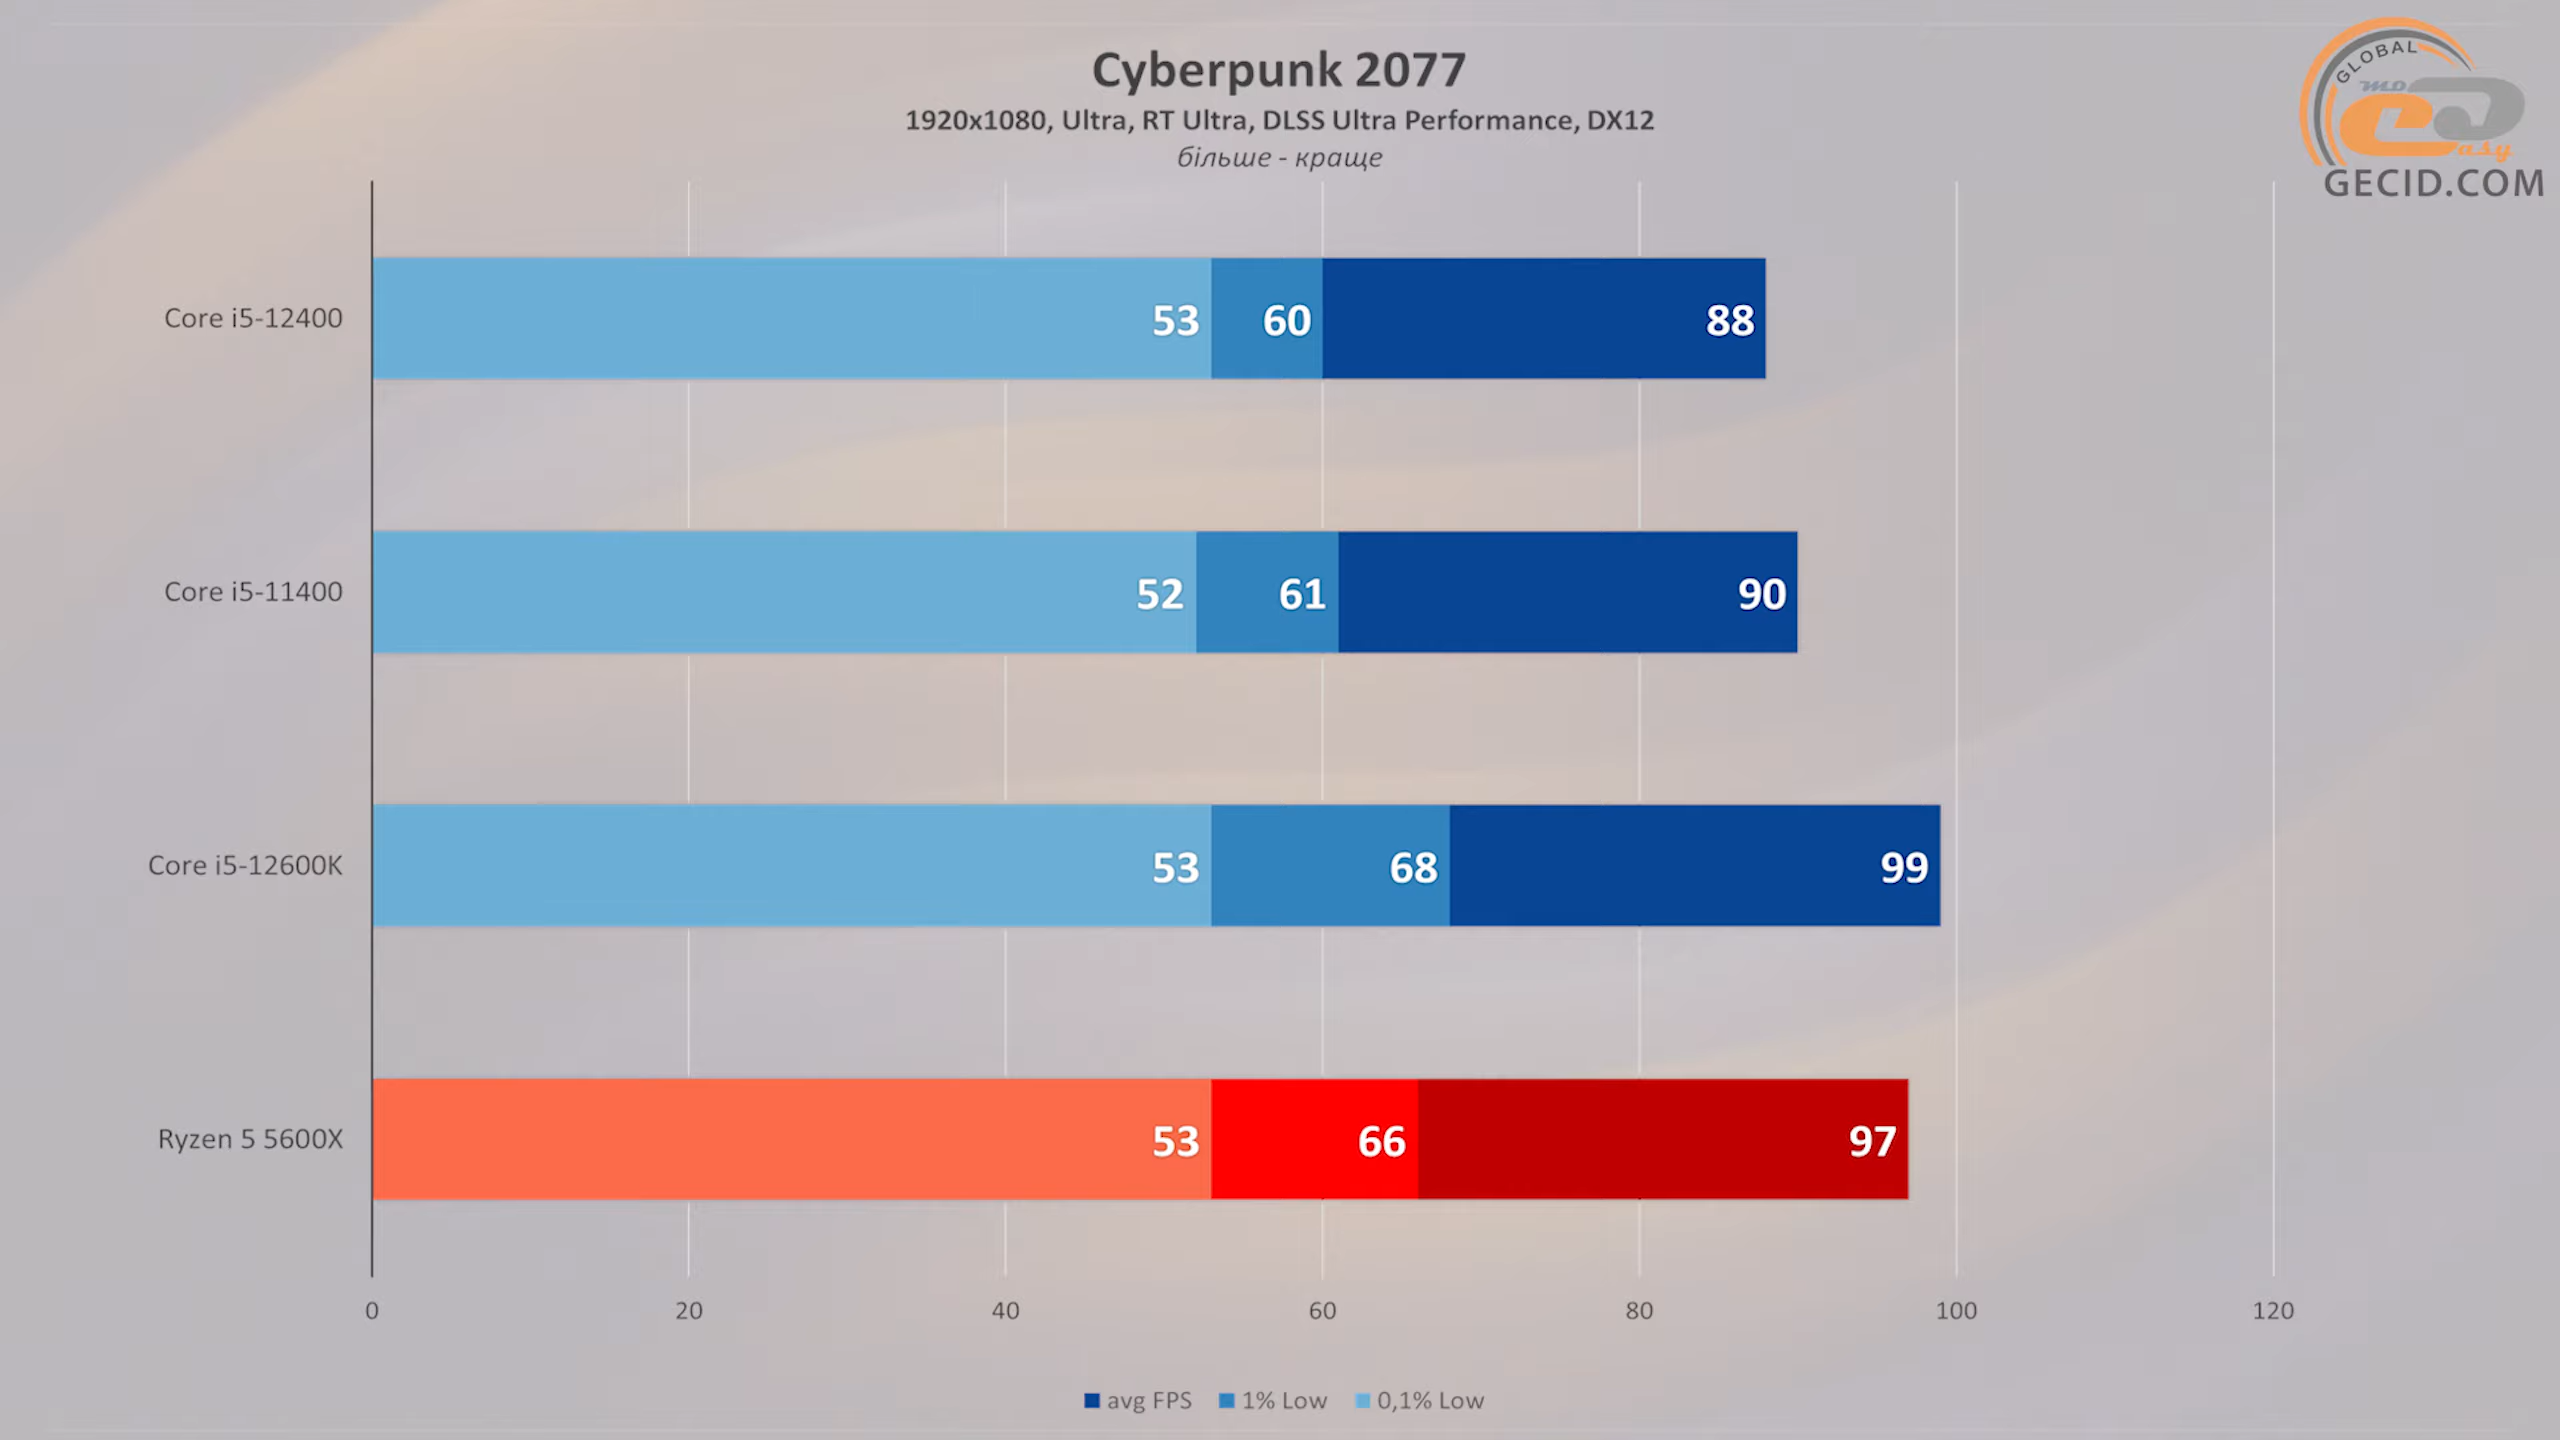 Cyberpunk 2077
1920x1080, Ultra, RT Ultra, DLSS Ultra Performance, DX12
більше - краще
GLOBAL
mo
easy
GECID.COM
Core i5-12400
53 60 88
Core i5-11400
52 61 90
Core i5-12600K
53 68 99
Ryzen 5 5600X
53 66 97
0 20 40 60 80 100 120
avg FPS 1% Low 0,1% Low